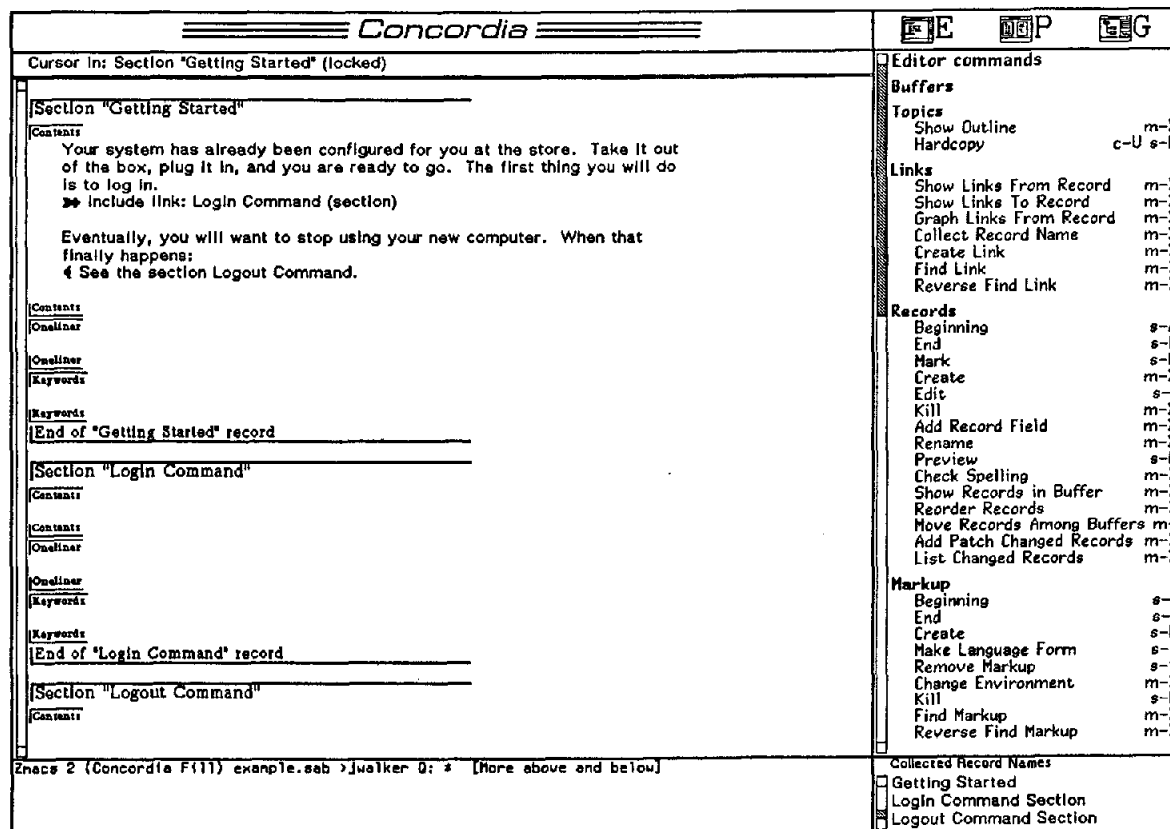 Concordia
E P G
Cursor in: Section "Getting Started" (locked)
Section "Getting Started"
Contents
Your system has already been configured for you at the store. Take it out
of the box, plug it in, and you are ready to go. The first thing you will do
is to log in.
Include link: Login Command (section)
Eventually, you will want to stop using your new computer. When that
finally happens:
See the section Logout Command.
Contents
Oneliner
Oneliner
Keywords
Keywords
End of "Getting Started" record
Section "Login Command"
Contents
Contents
Oneliner
Oneliner
Keywords
Keywords
End of "Login Command" record
Section "Logout Command"
Contents
Zmacs 2 (Concordia Fill) example.sab >jwalker Q: * [More above and below]
Editor commands
Buffers
Topics
Show Outline m-
Hardcopy c-U s-
Links
Show Links From Record m-
Show Links To Record m-
Graph Links From Record m-
Collect Record Name m-
Create Link m-
Find Link m-
Reverse Find Link m-
Records
Beginning s-
End s-
Mark s-
Create m-
Edit s-
Kill m-
Add Record Field m-
Rename m-
Preview s-
Check Spelling m-
Show Records in Buffer m-
Reorder Records m-
Move Records Among Buffers m-
Add Patch Changed Records m-
List Changed Records m-
Markup
Beginning s-
End s-
Create s-
Make Language Form s-
Remove Markup s-
Change Environment m-
Kill s-
Find Markup m-
Reverse Find Markup m-
Collected Record Names
Getting Started
Login Command Section
Logout Command Section